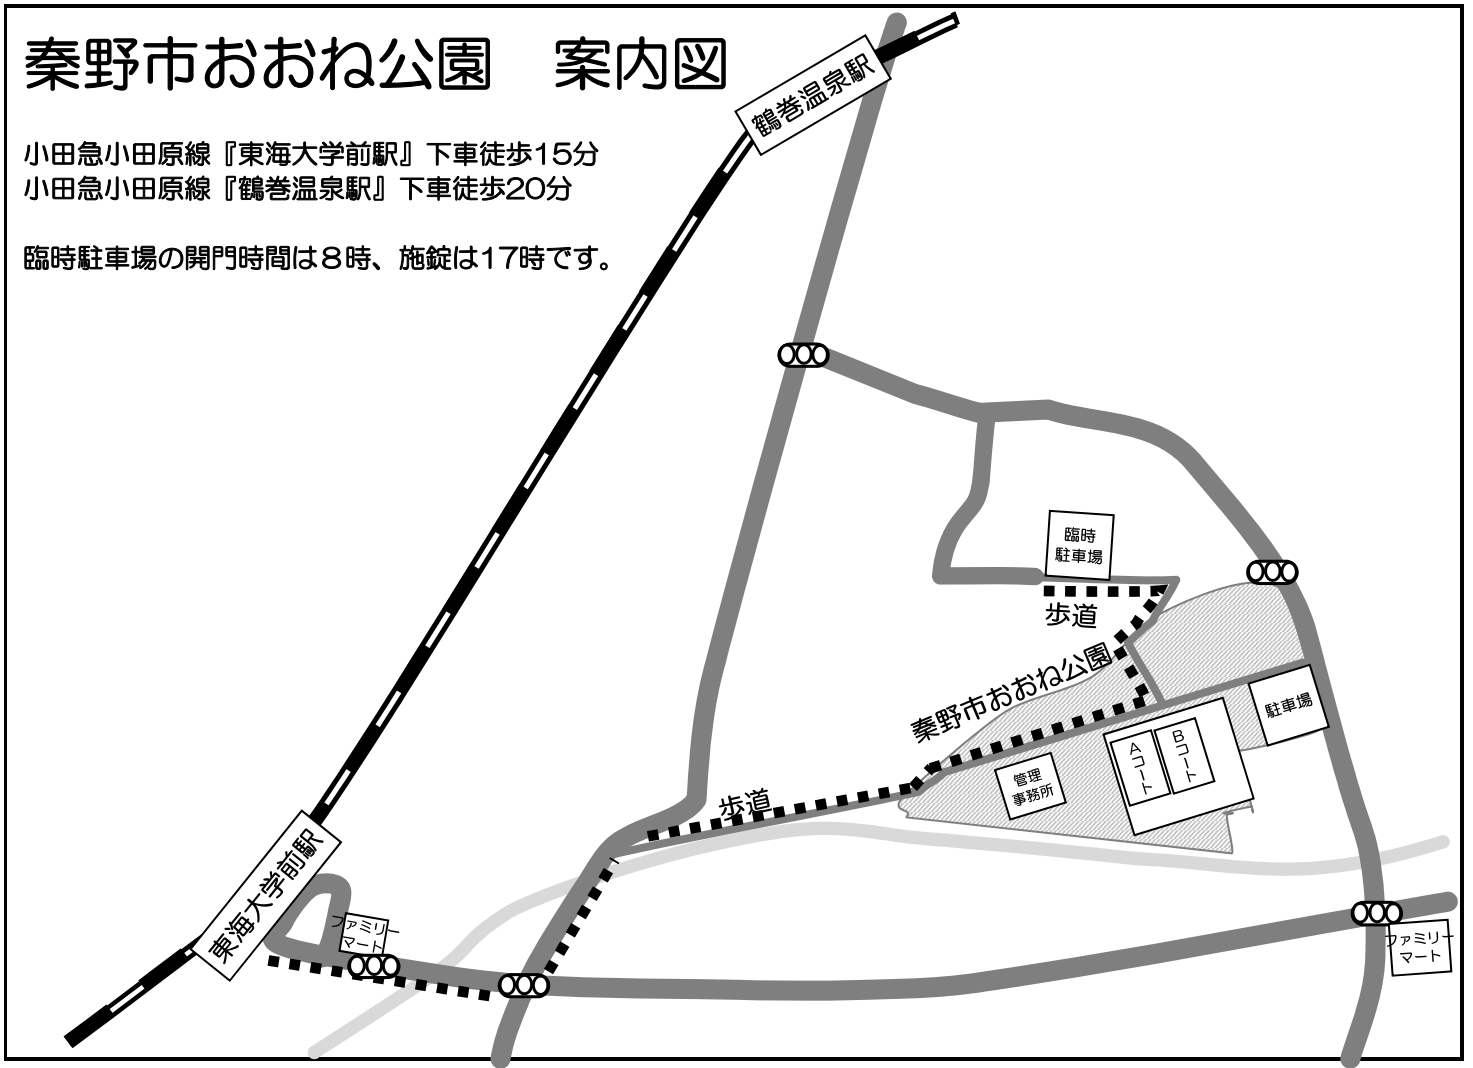 秦野市おおね公園　案内図
小田急小田原線『東海大学前駅』下車徒歩15分
小田急小田原線『鶴巻温泉駅』下車徒歩20分
臨時駐車場の開門時間は８時、施錠は17時です。
鶴巻温泉駅
臨時
駐車場
歩道
秦野市おおね公園
駐車場
Aコート
Bコート
管理
事務所
歩道
東海大学前駅
ファミリー
マート
ファミリー
マート